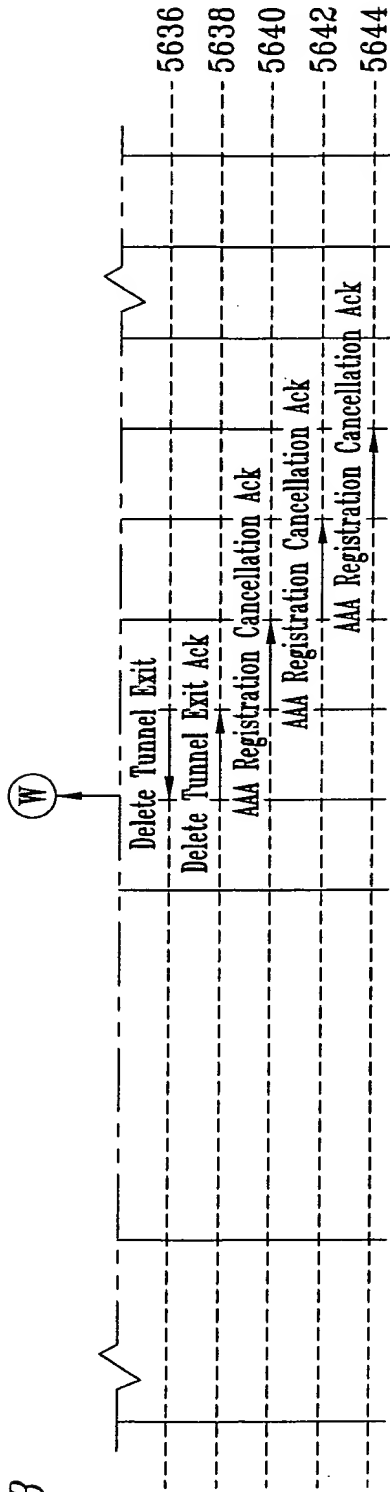 W
Delete Tunnel Exit
5636
Delete Tunnel Exit Ack
5638
AAA Registration Cancellation Ack
5640
AAA Registration Cancellation Ack
5642
AAA Registration Cancellation Ack
5644